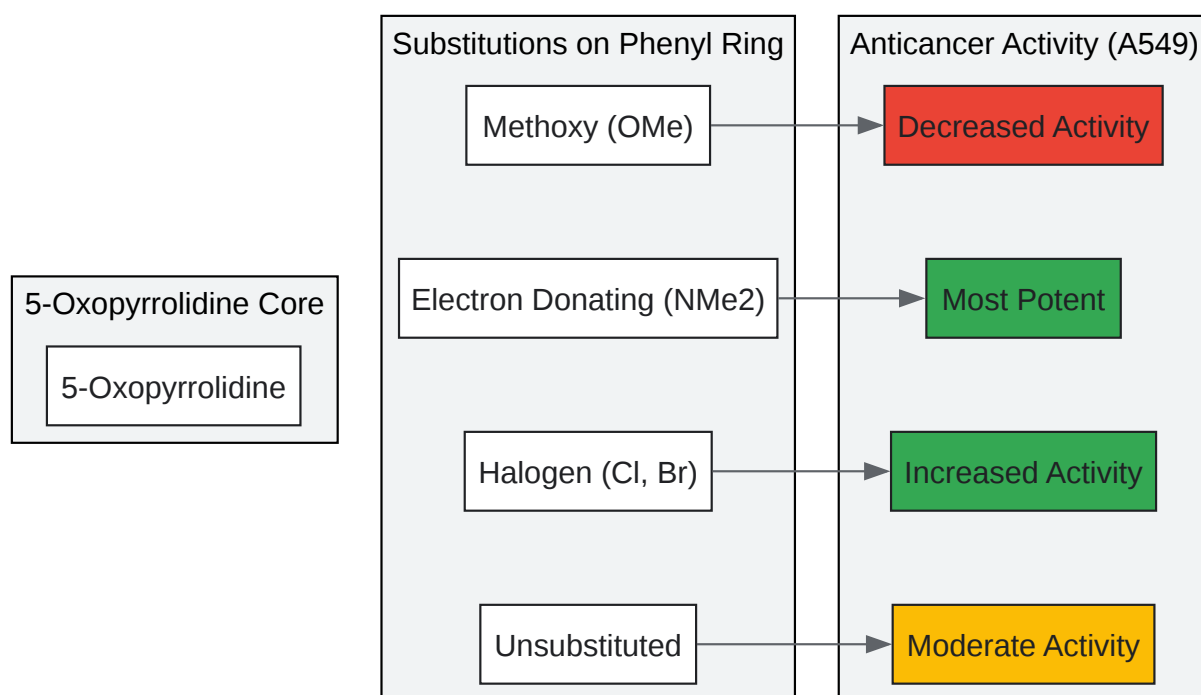 5-Oxopyrrolidine Core
5-Oxopyrrolidine
Substitutions on Phenyl Ring
Methoxy (OMe)
Electron Donating (NMe2)
Halogen (Cl, Br)
Unsubstituted
Anticancer Activity (A549)
Decreased Activity
Most Potent
Increased Activity
Moderate Activity